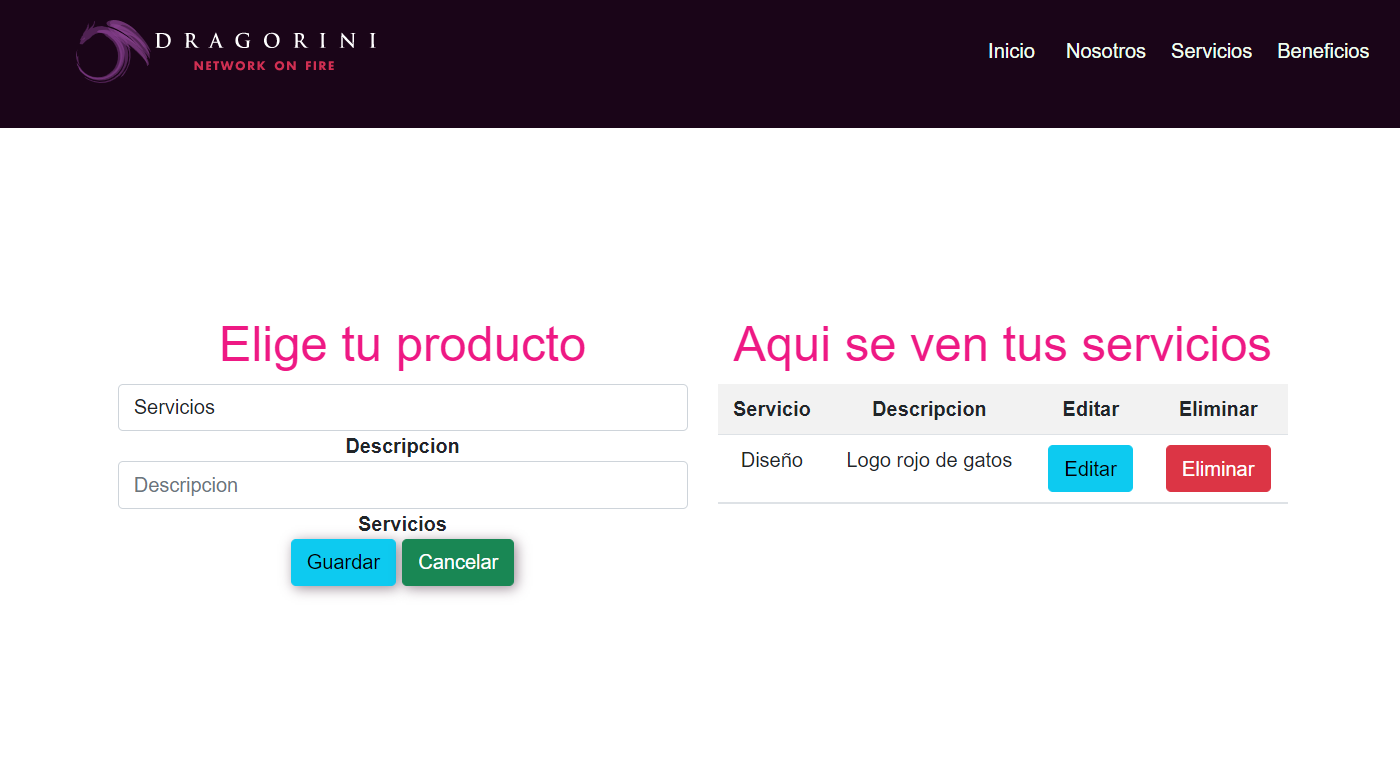 DRAGORINI
NETWORK ON FIRE
Inicio Nosotros Servicios Beneficios
Elige tu producto
Servicios
Descripcion
Descripcion
Servicios
Guardar Cancelar
Aqui se ven tus servicios
Servicio Descripcion Editar Eliminar
Diseño Logo rojo de gatos Editar Eliminar